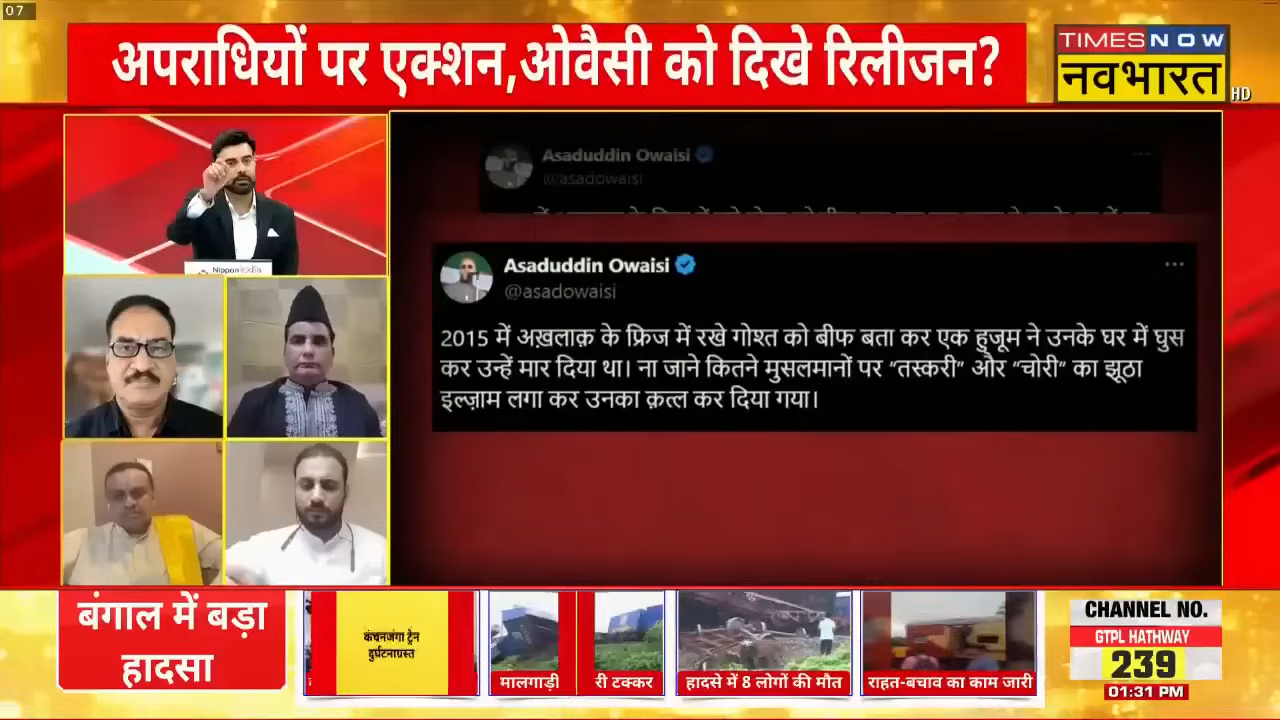 07
अपराधियों पर एक्शन,ओवैसी को दिखे रिलीजन?
TIMES NOW
नवभारत
HD
Asaduddin Owaisi
@asadowaisi
Nippon india
Asaduddin Owaisi
@asadowaisi
2015 में अख़लाक़ के फ्रिज में रखे गोश्त को बीफ बता कर एक हुजूम ने उनके घर में घुस
कर उन्हें मार दिया था। ना जाने कितने मुसलमानों पर “तस्करी” और “चोरी” का झूठा
इल्ज़ाम लगा कर उनका क़त्ल कर दिया गया।
बंगाल में बड़ा
हादसा
कंचनजंगा ट्रेन
दुर्घटनाग्रस्त
मालगाड़ी
री टक्कर
हादसे में 8 लोगों की मौत
राहत-बचाव का काम जारी
CHANNEL NO.
GTPL HATHWAY
239
01:31 PM